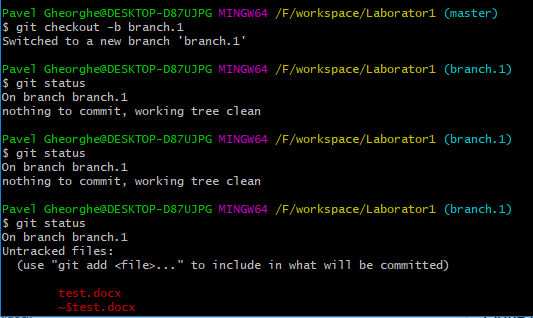 Pavel Gheorghe@DESKTOP-D87UJPG MINGW64 /F/workspace/Laborator1 (master)
$ git checkout -b branch.1
Switched to a new branch 'branch.1'
Pavel Gheorghe@DESKTOP-D87UJPG MINGW64 /F/workspace/Laborator1 (branch.1)
$ git status
On branch branch.1
nothing to commit, working tree clean
Pavel Gheorghe@DESKTOP-D87UJPG MINGW64 /F/workspace/Laborator1 (branch.1)
$ git status
On branch branch.1
nothing to commit, working tree clean
Pavel Gheorghe@DESKTOP-D87UJPG MINGW64 /F/workspace/Laborator1 (branch.1)
$ git status
On branch branch.1
Untracked files:
(use "git add <file>..." to include in what will be committed)
test.docx
~$test.docx